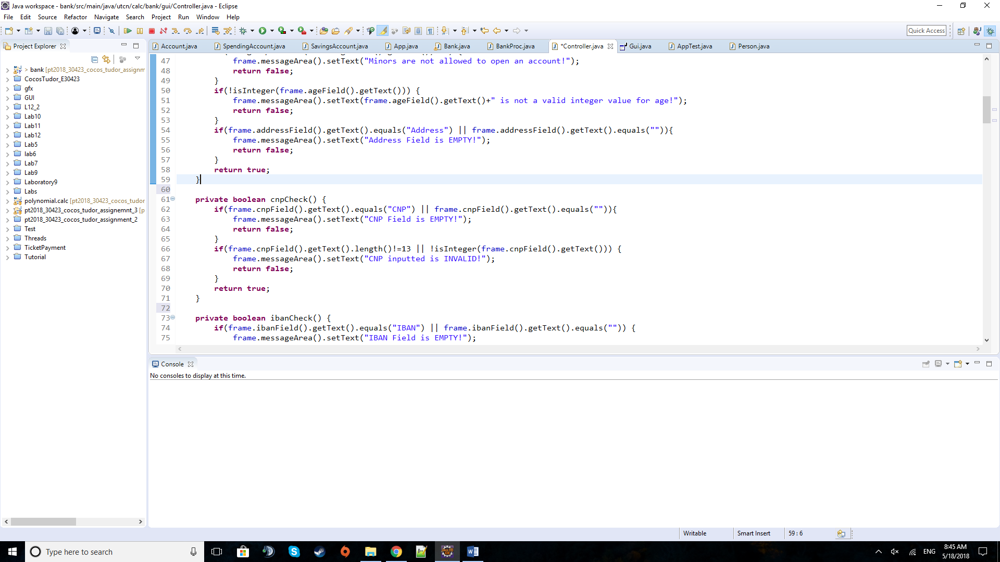 Java workspace - bank/src/main/java/utcn/calc/bank/gui/Controller.java - Eclipse
File Edit Source Refactor Navigate Search Project Run Window Help
Quick Access
Project Explorer
Account.java SpendingAccount.java SavingsAccount.java App.java Bank.java BankProc.java *Controller.java Gui.java AppTest.java Person.java
> bank [pt2018_30423_cocos_tudor_assignm
CocosTudor_E30423
gfx
GUI
L12_2
Lab10
Lab11
Lab12
Lab5
lab6
Lab7
Lab9
Laboratory9
Labs
polynomial.calc [pt2018_30423_cocos_tudor
pt2018_30423_cocos_tudor_assignemnt_3 [p
pt2018_30423_cocos_tudor_assignment_2
Test
Threads
TicketPayment
Tutorial
47 frame.messageArea().setText("Minors are not allowed to open an account!");
48 return false;
49 }
50 if(!isInteger(frame.ageField().getText())) {
51 frame.messageArea().setText(frame.ageField().getText()+" is not a valid integer value for age!");
52 return false;
53 }
54 if(frame.addressField().getText().equals("Address") || frame.addressField().getText().equals("")){
55 frame.messageArea().setText("Address Field is EMPTY!");
56 return false;
57 }
58 return true;
59 }
60
61 private boolean cnpCheck() {
62 if(frame.cnpField().getText().equals("CNP") || frame.cnpField().getText().equals("")){
63 frame.messageArea().setText("CNP Field is EMPTY!");
64 return false;
65 }
66 if(frame.cnpField().getText().length()!=13 || !isInteger(frame.cnpField().getText())) {
67 frame.messageArea().setText("CNP inputted is INVALID!");
68 return false;
69 }
70 return true;
71 }
72
73 private boolean ibanCheck() {
74 if(frame.ibanField().getText().equals("IBAN") || frame.ibanField().getText().equals("")) {
75 frame.messageArea().setText("IBAN Field is EMPTY!");
Console
No consoles to display at this time.
Writable Smart Insert 59 : 6
Type here to search
ENG
8:45 AM
5/18/2018